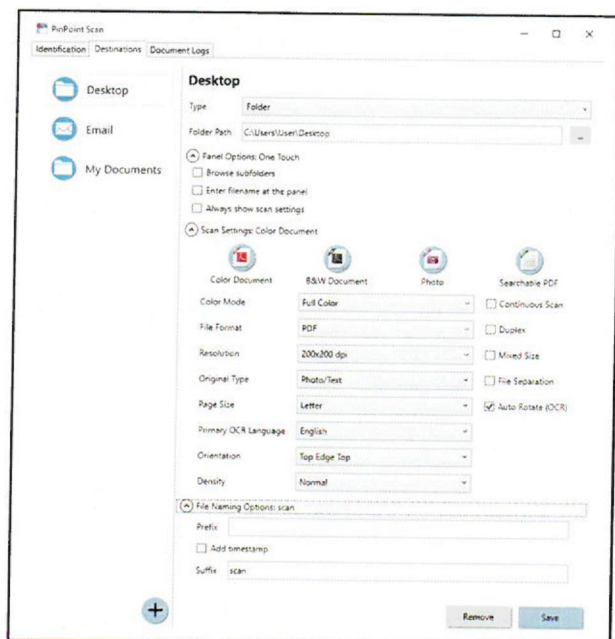 PinPoint Scan
Identification Destinations Document Logs
Desktop
Email
My Documents
Desktop
Type Folder
Folder Path C:\Users\User\Desktop ...
Panel Options: One Touch
Browse subfolders
Enter filename at the panel
Always show scan settings
Scan Settings: Color Document
Color Document B&W Document Photo Searchable PDF
Color Mode Full Color Continuous Scan
File Format PDF Duplex
Resolution 200x200 dpi Mixed Size
Original Type Photo/Text File Separation
Page Size Letter Auto Rotate (OCR)
Primary OCR Language English
Orientation Top Edge Top
Density Normal
File Naming Options: scan
Prefix
Add timestamp
Suffix scan
Remove Save